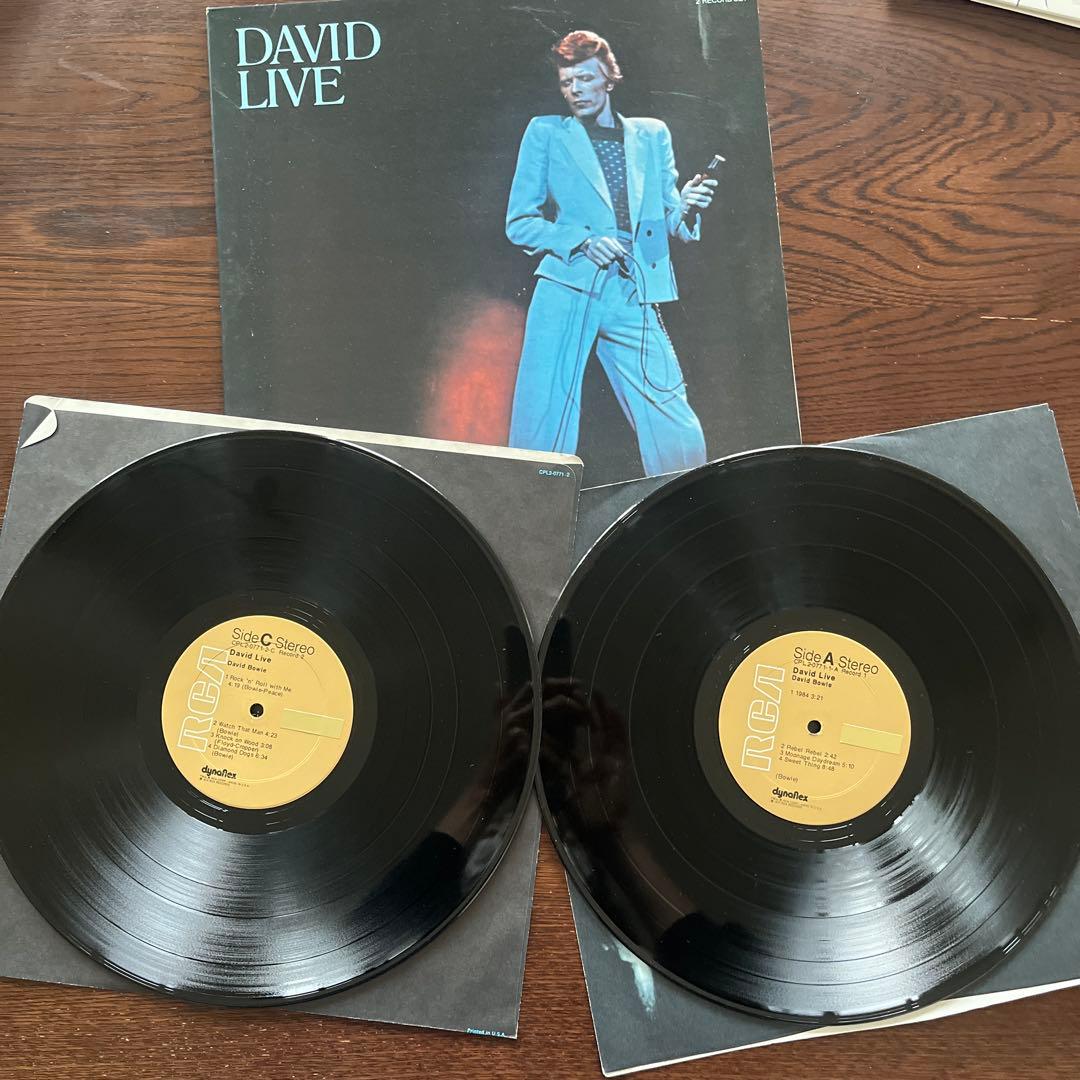 DAVID
LIVE
2 RECORD SET
CPL2-0771-2
Side C Stereo
CPL2-0771-2-C Record 2
David Live
David Bowie
1 Rock 'n' Roll with Me
4:19 (Bowie-Peace)
2 Watch That Man 4:23
(Bowie)
3 Knock on Wood 3:08
(Floyd-Cropper)
4 Diamond Dogs 6:34
(Bowie)
RCA
dynaflex
Printed in U.S.A.
Side A Stereo
CPL2-0771-1-A Record 1
David Live
David Bowie
1 1984 3:21
2 Rebel Rebel 2:42
3 Moonage Daydream 5:10
4 Sweet Thing 8:48
(Bowie)
RCA
dynaflex